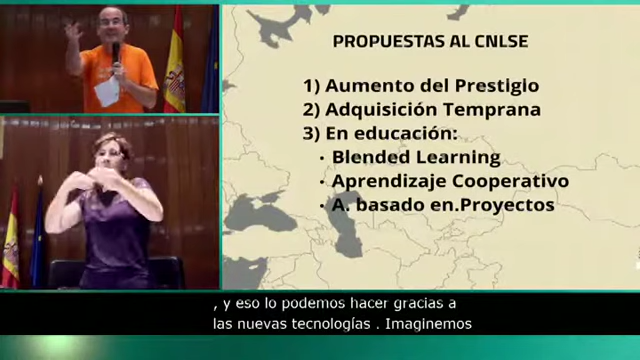 PROPUESTAS AL CNLSE
1) Aumento del Prestigio
2) Adquisición Temprana
3) En educación:
· Blended Learning
· Aprendizaje Cooperativo
· A. basado en.Proyectos
, y eso lo podemos hacer gracias a
las nuevas tecnologías . Imaginemos